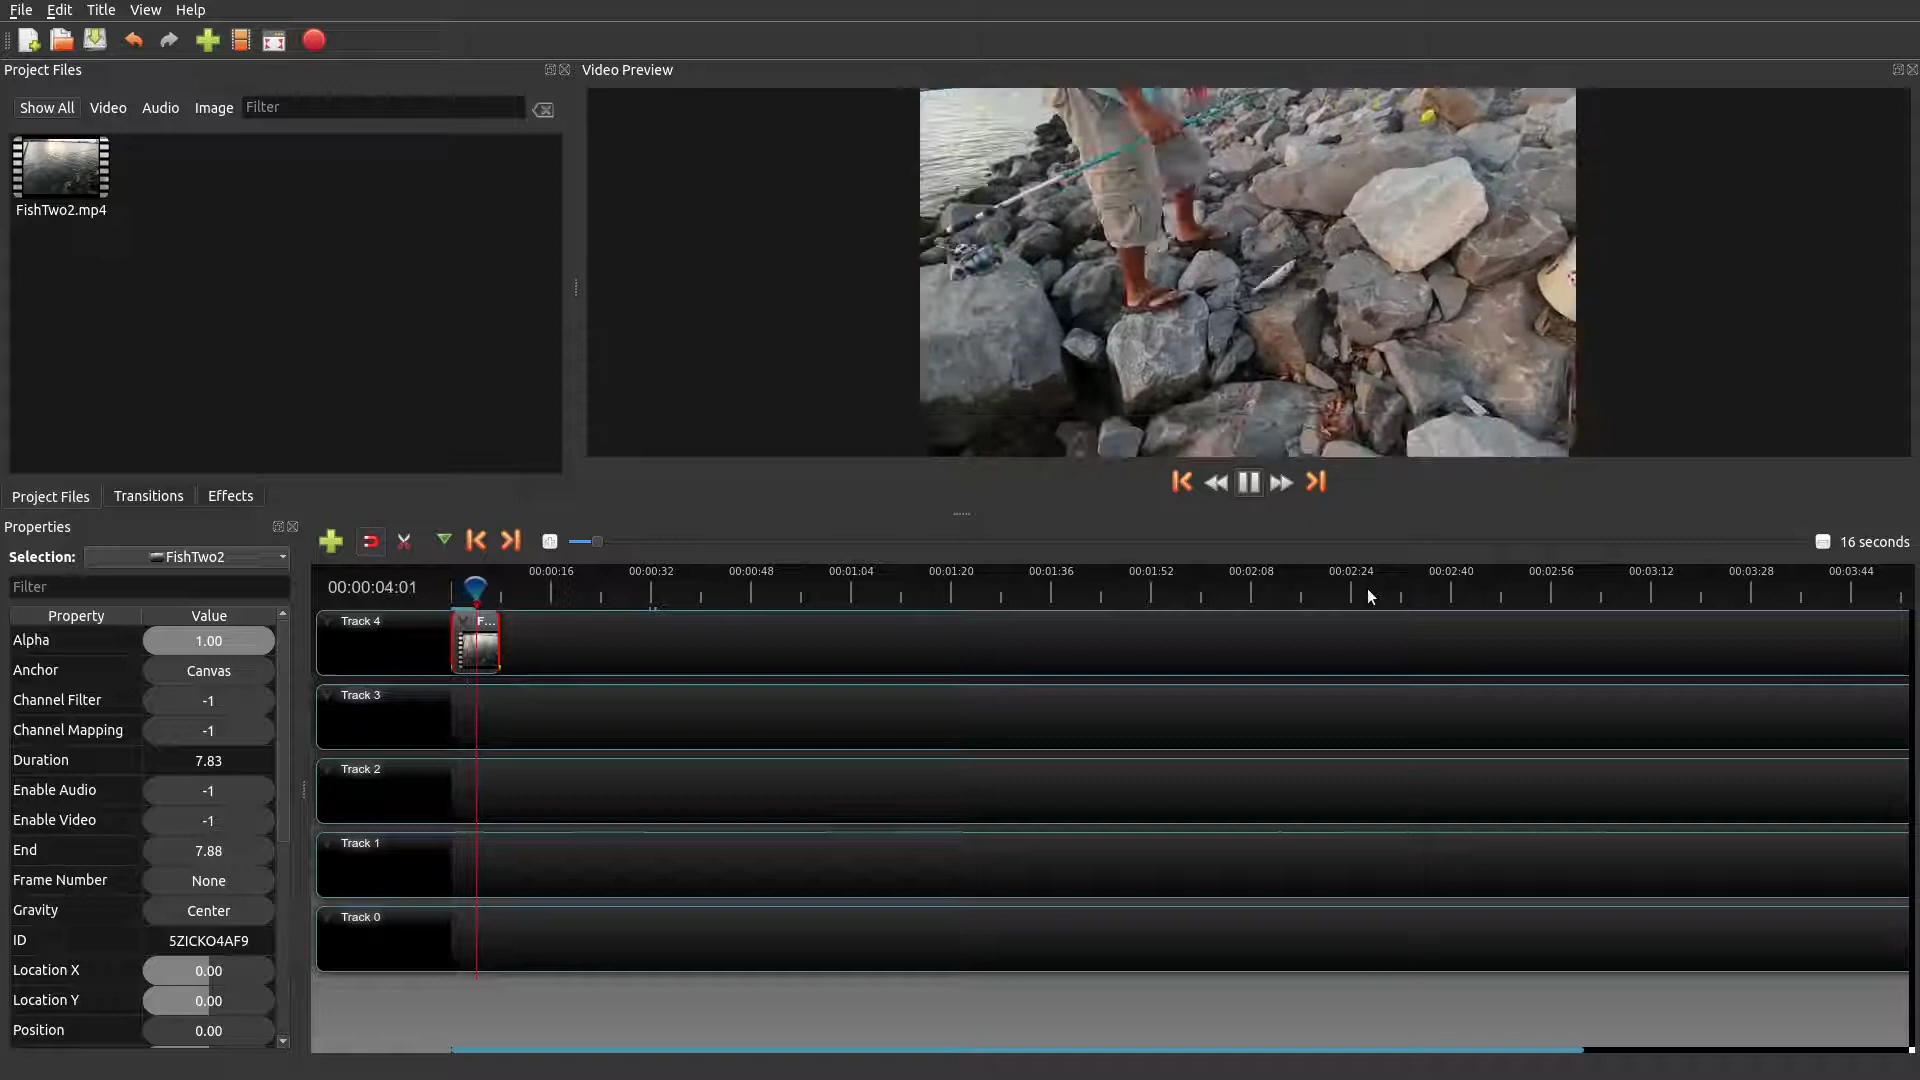 File Edit Title View Help
Project Files
Video Preview
Show All Video Audio Image Filter
FishTwo2.mp4
Project Files Transitions Effects
Properties
Selection: FishTwo2
Filter
Property Value
Alpha 1.00
Anchor Canvas
Channel Filter -1
Channel Mapping -1
Duration 7.83
Enable Audio -1
Enable Video -1
End 7.88
Frame Number None
Gravity Center
ID 5ZICKO4AF9
Location X 0.00
Location Y 0.00
Position 0.00
16 seconds
00:00:04:01
00:00:16 00:00:32 00:00:48 00:01:04 00:01:20 00:01:36 00:01:52 00:02:08 00:02:24 00:02:40 00:02:56 00:03:12 00:03:28 00:03:44
Track 4
F...
Track 3
Track 2
Track 1
Track 0